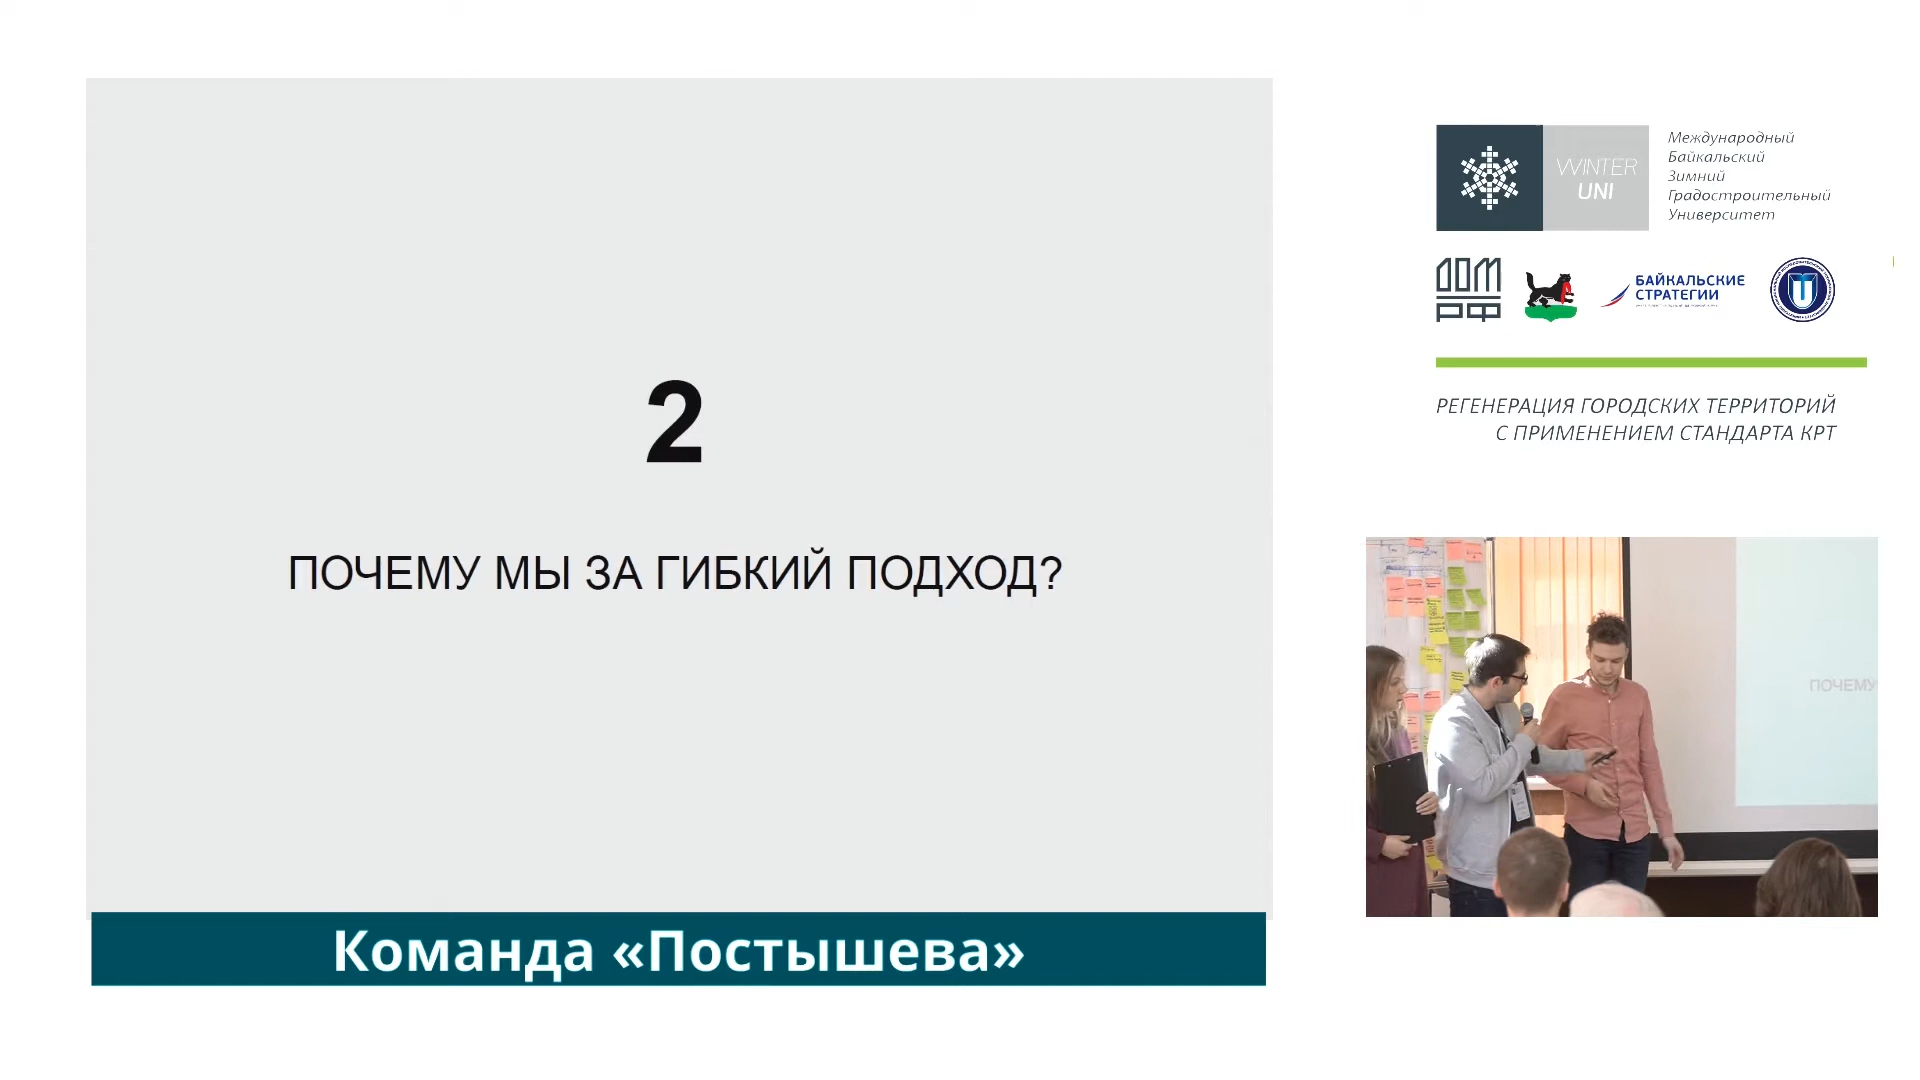 2
ПОЧЕМУ МЫ ЗА ГИБКИЙ ПОДХОД?
Команда «Постышева»
WINTER
UNI
Международный
Байкальский
Зимний
Градостроительный
Университет
ДОМ
РФ
БАЙКАЛЬСКИЕ
СТРАТЕГИИ
РЕГЕНЕРАЦИЯ ГОРОДСКИХ ТЕРРИТОРИЙ
С ПРИМЕНЕНИЕМ СТАНДАРТА КРТ
ПОЧЕМУ